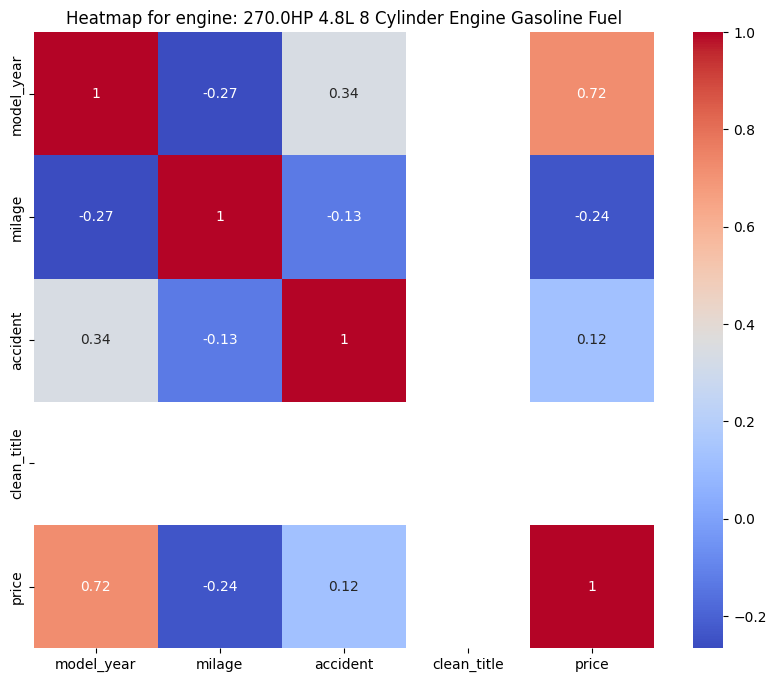 Heatmap for engine: 270.0HP 4.8L 8 Cylinder Engine Gasoline Fuel
model_year
1
-0.27
0.34
0.72
milage
-0.27
1
-0.13
-0.24
accident
0.34
-0.13
1
0.12
clean_title
price
0.72
-0.24
0.12
1
model_year
milage
accident
clean_title
price
1.0
0.8
0.6
0.4
0.2
0.0
−0.2